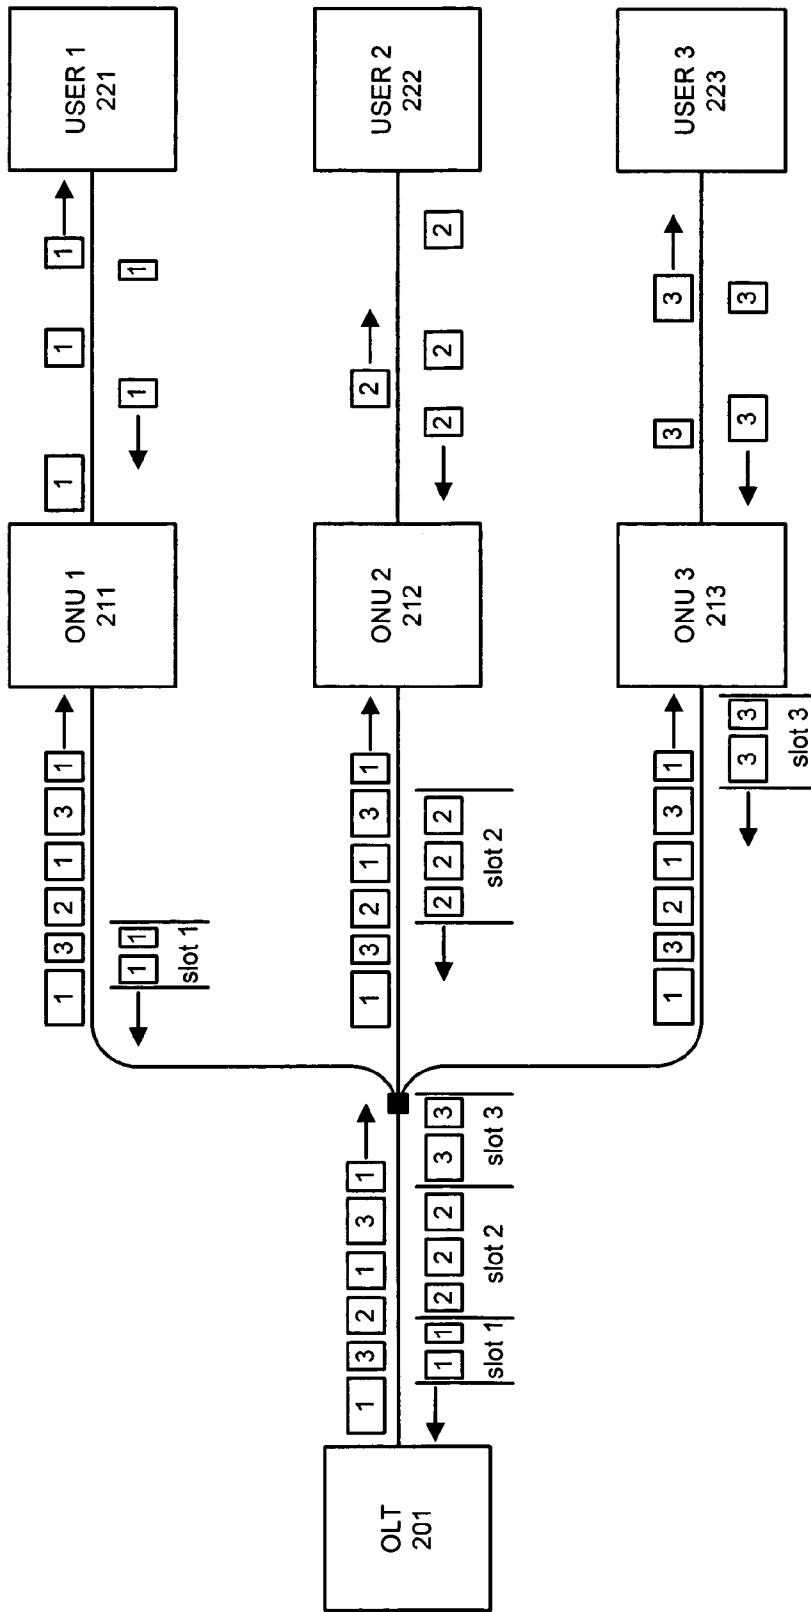 1 3 2 1 3 1
ONU 1
211
1 1 1
USER 1
221
1 1
slot 1
1 1
OLT
201
1 3 2 1 3 1
1 3 2 1 3 1
ONU 2
212
2
USER 2
222
1 1 2 2 2 3 3
slot 1 slot 2 slot 3
2 2 2
slot 2
2 2 2
1 3 2 1 3 1
ONU 3
213
3 3
USER 3
223
3 3
slot 3
3 3